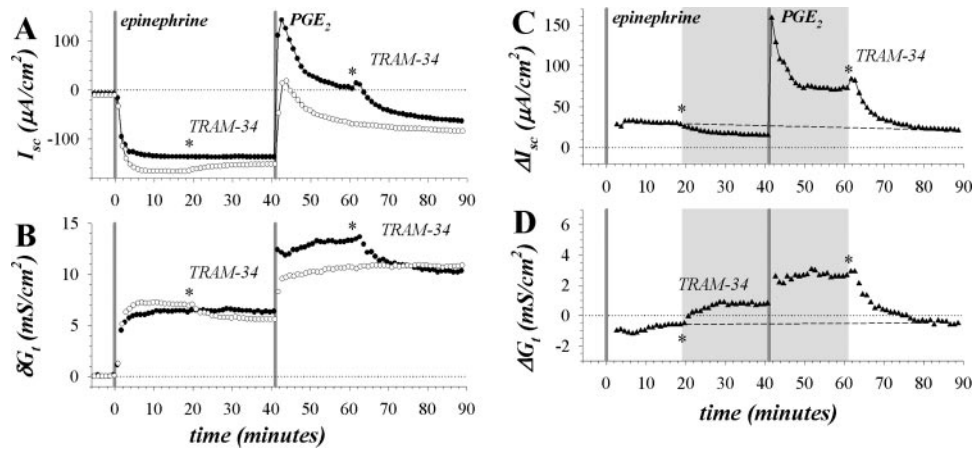 A
epinephrine
PGE2
TRAM-34
*
*
TRAM-34
Isc (μA/cm2)
100
0
-100
B
*
TRAM-34
*
TRAM-34
δGt (mS/cm2)
15
10
5
0
0 10 20 30 40 50 60 70 80 90
time (minutes)
C
epinephrine
PGE2
TRAM-34
*
*
ΔIsc (μA/cm2)
150
100
50
0
D
*
TRAM-34
*
ΔGt (mS/cm2)
6
4
2
0
-2
0 10 20 30 40 50 60 70 80 90
time (minutes)